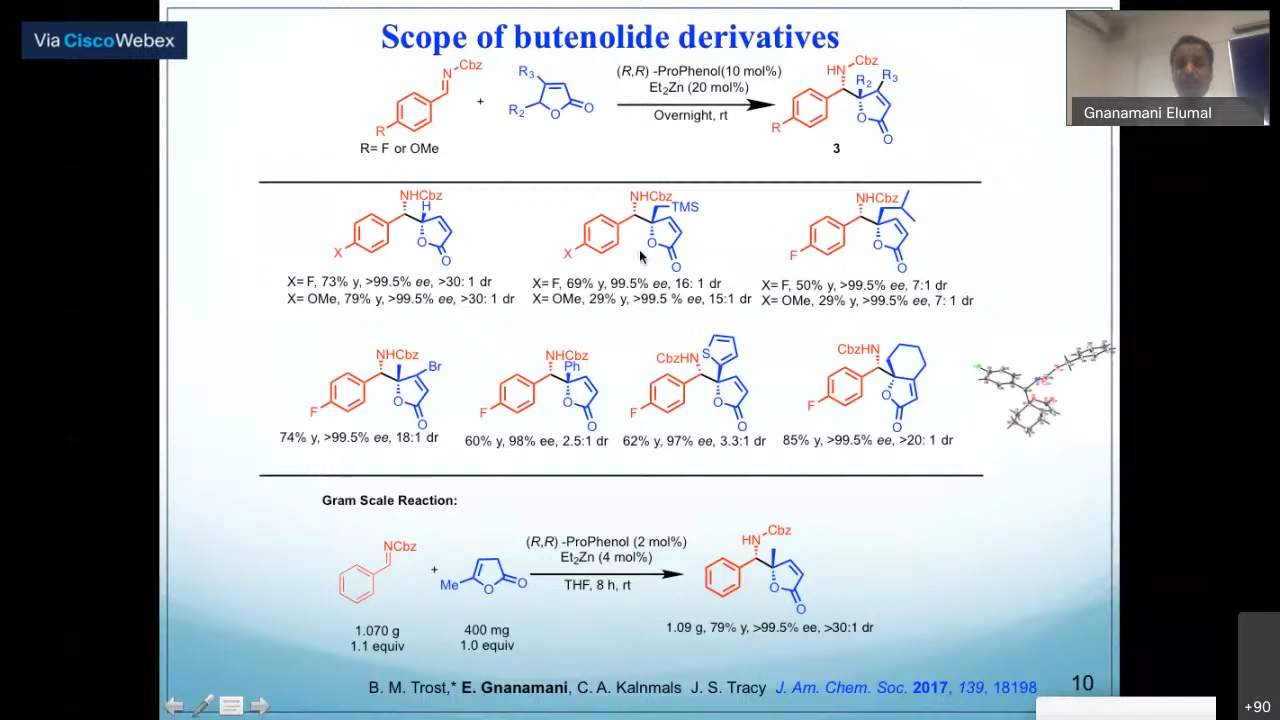 Via Cisco Webex
Scope of butenolide derivatives
Gnanamani Elumal
N Cbz
R
R= F or OMe
+
R3
R2
O
O
(R,R) -ProPhenol(10 mol%)
Et2Zn (20 mol%)
Overnight, rt
HN Cbz
R2 R3
R
O
O
3
NHCbz
H
X
O
O
X= F, 73% y, >99.5% ee, >30: 1 dr
X= OMe, 79% y, >99.5% ee, >30: 1 dr
NHCbz
TMS
X
O
O
X= F, 69% y, 99.5% ee, 16: 1 dr
X= OMe, 29% y, >99.5 % ee, 15:1 dr
NHCbz
F
O
O
X= F, 50% y, >99.5% ee, 7:1 dr
X= OMe, 29% y, >99.5% ee, 7: 1 dr
NHCbz
Br
F
O
O
74% y, >99.5% ee, 18:1 dr
NHCbz
Ph
F
O
O
60% y, 98% ee, 2.5:1 dr
CbzHN
S
F
O
O
62% y, 97% ee, 3.3:1 dr
CbzHN
F
O
O
85% y, >99.5% ee, >20: 1 dr
Gram Scale Reaction:
NCbz
1.070 g
1.1 equiv
+
Me
O
O
400 mg
1.0 equiv
(R,R) -ProPhenol (2 mol%)
Et2Zn (4 mol%)
THF, 8 h, rt
HN Cbz
O
O
1.09 g, 79% y, >99.5% ee, >30:1 dr
B. M. Trost,* E. Gnanamani, C. A. Kalnmals J. S. Tracy J. Am. Chem. Soc. 2017, 139, 18198
10
+90